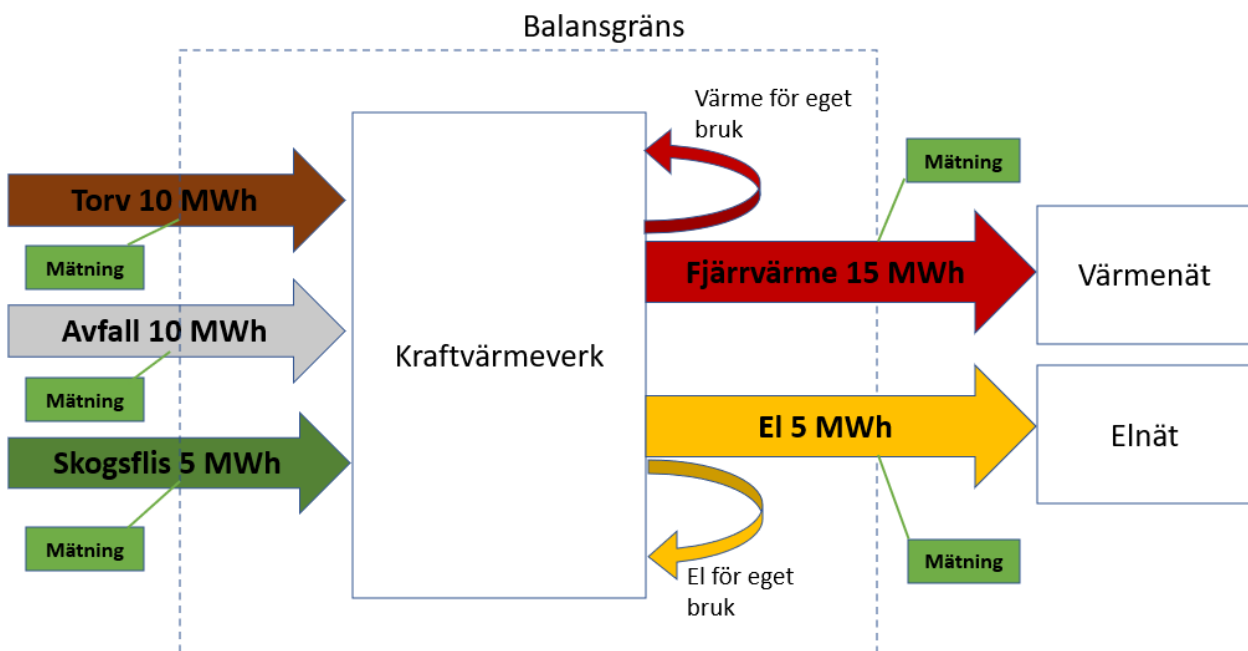 Balansgräns
Värme för eget
bruk
Mätning
Torv 10 MWh
Mätning
Fjärrvärme 15 MWh
Värmenät
Avfall 10 MWh
Kraftvärmeverk
Mätning
El 5 MWh
Elnät
Skogsflis 5 MWh
Mätning
Mätning
El för eget
bruk